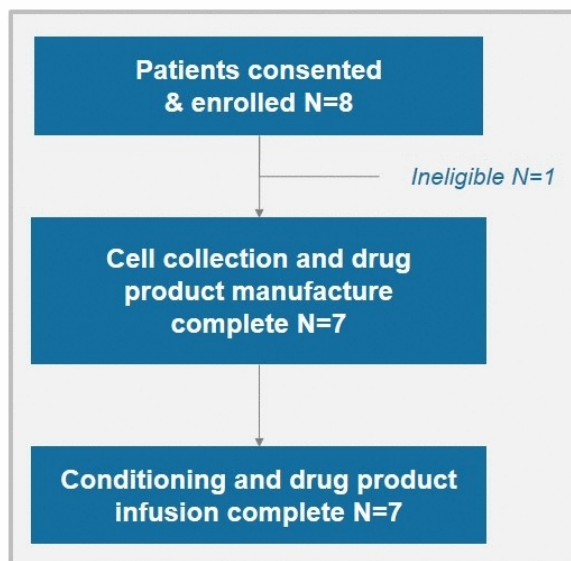 Patients consented
& enrolled N=8
Ineligible N=1
Cell collection and drug
product manufacture
complete N=7
Conditioning and drug product
infusion complete N=7